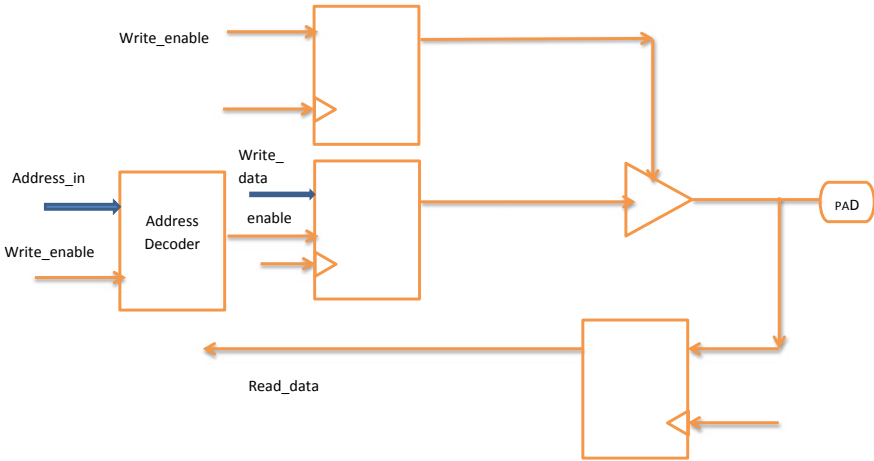 Write_enable
Write_
data
Address_in
Address
Decoder
enable
Write_enable
PAD
Read_data